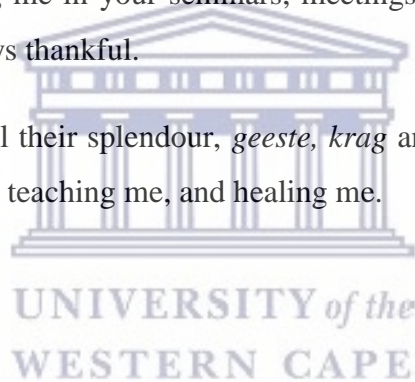 me in your seminars, meetings
thankful.
their splendour, geeste, krag
teaching me, and healing me.
UNIVERSITY of the
WESTERN CAPE